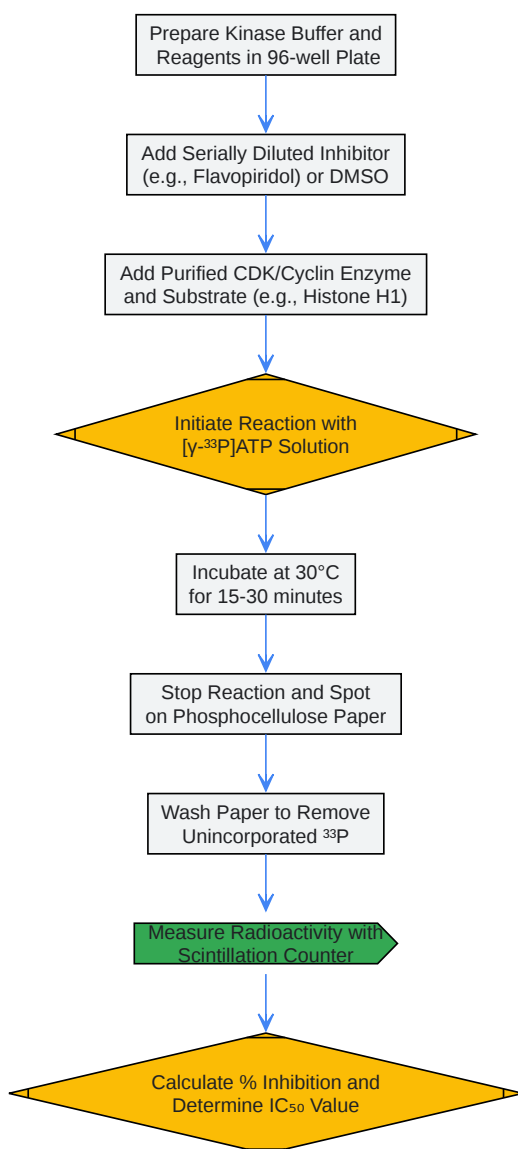 Prepare Kinase Buffer and
Reagents in 96-well Plate
Add Serially Diluted Inhibitor
(e.g., Flavopiridol) or DMSO
Add Purified CDK/Cyclin Enzyme
and Substrate (e.g., Histone H1)
Initiate Reaction with
[γ-³³P]ATP Solution
Incubate at 30°C
for 15-30 minutes
Stop Reaction and Spot
on Phosphocellulose Paper
Wash Paper to Remove
Unincorporated ³³P
Measure Radioactivity with
Scintillation Counter
Calculate % Inhibition and
Determine IC₅₀ Value